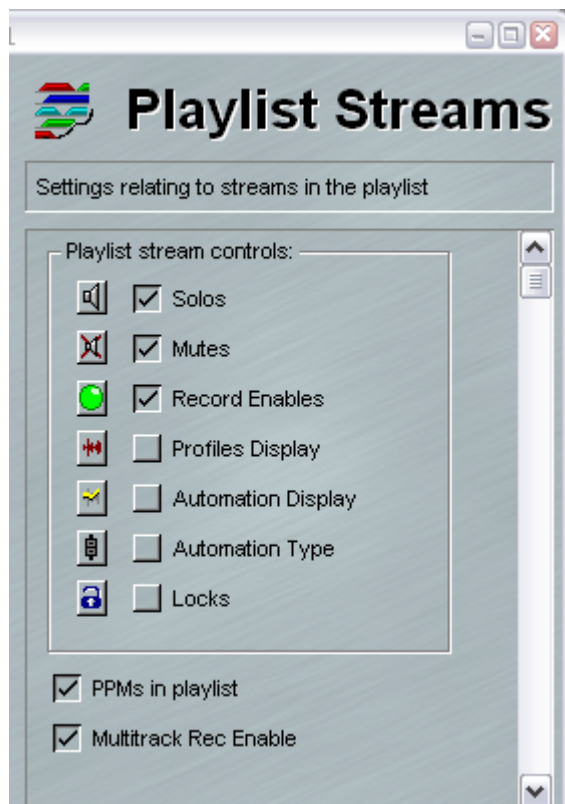 Playlist Streams
Settings relating to streams in the playlist
Playlist stream controls:
Solos
Mutes
Record Enables
Profiles Display
Automation Display
Automation Type
Locks
PPMs in playlist
Multitrack Rec Enable